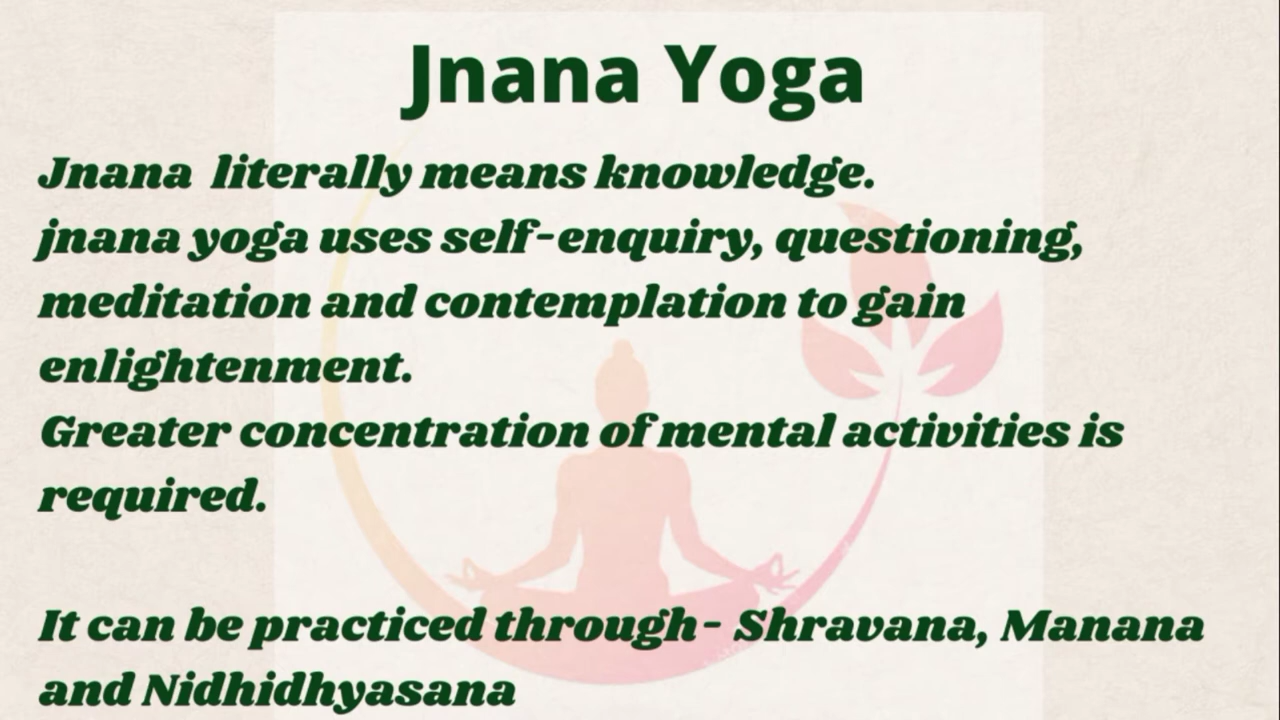 Jnana Yoga
Jnana literally means knowledge.
jnana yoga uses self-enquiry, questioning,
meditation and contemplation to gain
enlightenment.
Greater concentration of mental activities is
required.
It can be practiced through- Shravana, Manana
and Nidhidhyasana